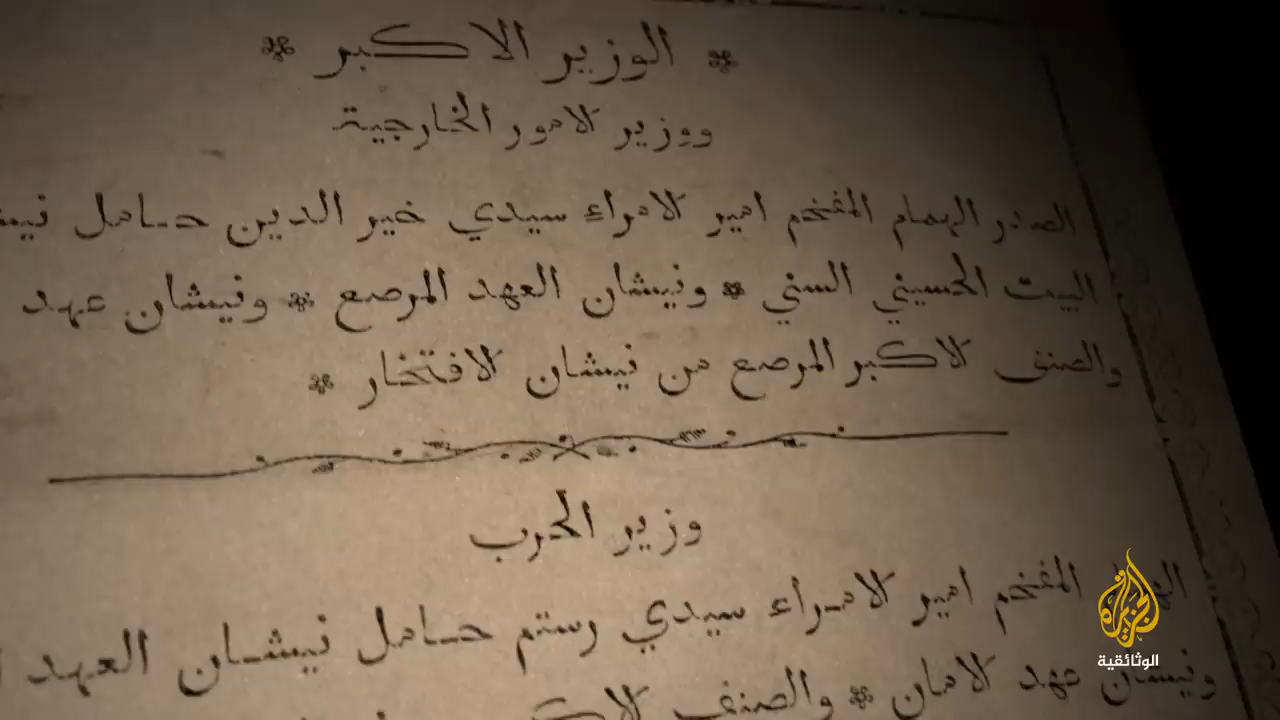 * الوزير الاكبر *
ووزير الامور الخارجية
الصدر الهمام المفخم امير الامراء سيدي خير الدين حامل
البيت الحسيني السني * ونيشان العهد المرصع * ونيشان عهد
والصنف الاكبر المرصع من نيشان الافتخار *
وزير الحرب
المفخم امير الامراء سيدي رستم حامل نيشان العهد
ونيشان عهد الامان * والصنف
الجزيرة
الوثائقية